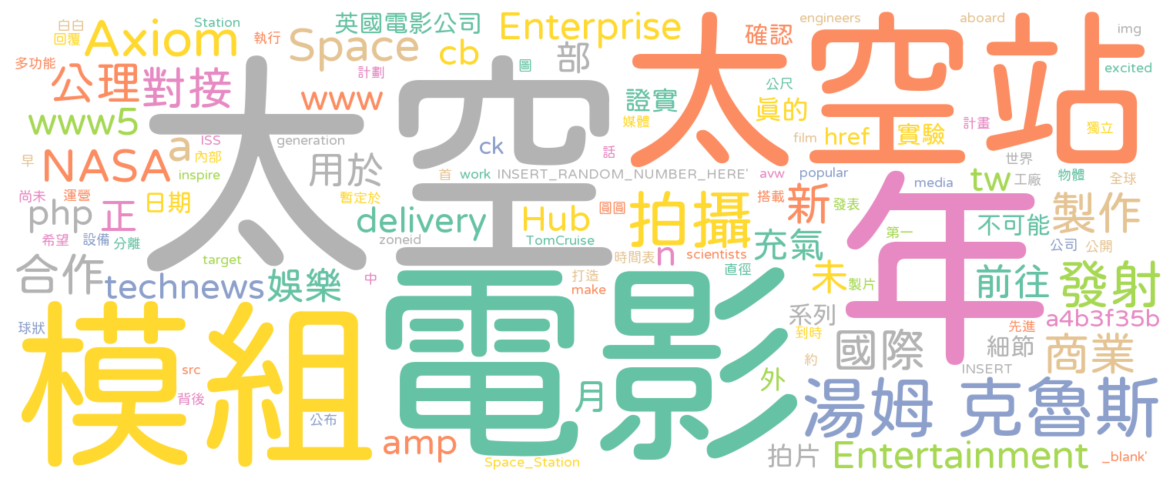 白白 Station 英國電影公司 Enterprise engineers aboard img
回覆 Axiom 執行 Space cb 圖 部 確認 excited
多功能 公理 對接 計劃 太空 太空站 公尺
www 證實 真的 href 實驗 計畫 獨立
www5 ISS generation ck 媒體 film
早 NASA a 內部 用於 首 work INSERT_RANDOM_NUMBER_HERE' 話 avw popular 世界 物體 全球
尚未 運營 inspire 暫定於 搭載 media tw 工廠
php 正 日期 delivery Hub 圓圓 拍攝 新 發表 年 不可能 製作
希望 設備 分離 zoneid TomCruise n scientists 充氣 第一 公司 公開
合作 target 中 時間表 直徑
technews 娛樂 打造 make 未 製片 前往 發射
球狀 模組 電影 系列 到時 先進 a4b3f35b
src 約 國際 細節 商業
背後 外 INSERT
公布 月 湯姆 克魯斯
amp Space_Station 拍片 Entertainment _blank'